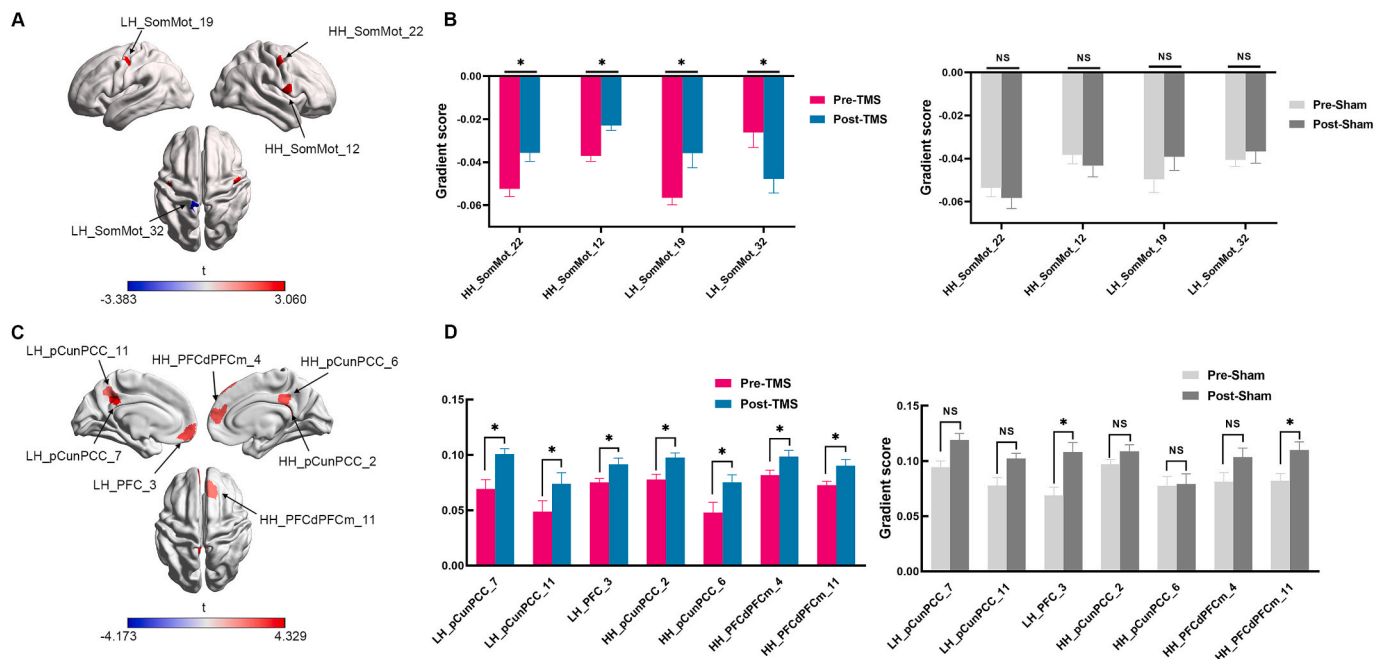 A
LH_SomMot_19
HH_SomMot_22
HH_SomMot_12
LH_SomMot_32
t
-3.383
3.060
B
* * * *
0.00
-0.02
-0.04
-0.06
Gradient score
Pre-TMS
Post-TMS
HH_SomMot_22
HH_SomMot_12
LH_SomMot_19
LH_SomMot_32
NS NS NS NS
0.00
-0.02
-0.04
-0.06
Gradient score
Pre-Sham
Post-Sham
HH_SomMot_22
HH_SomMot_12
LH_SomMot_19
LH_SomMot_32
C
LH_pCunPCC_11
HH_PFCdPFCm_4
HH_pCunPCC_6
LH_pCunPCC_7
HH_pCunPCC_2
LH_PFC_3
HH_PFCdPFCm_11
t
-4.173
4.329
D
Pre-TMS
Post-TMS
0.15
0.10
0.05
0.00
* * * * * * *
LH_pCunPCC_7
LH_pCunPCC_11
LH_PFC_3
HH_pCunPCC_2
HH_pCunPCC_6
HH_PFCdPFCm_4
HH_PFCdPFCm_11
Pre-Sham
Post-Sham
Gradient score
0.15
0.10
0.05
0.00
NS NS * NS NS NS *
LH_pCunPCC_7
LH_pCunPCC_11
LH_PFC_3
HH_pCunPCC_2
HH_pCunPCC_6
HH_PFCdPFCm_4
HH_PFCdPFCm_11